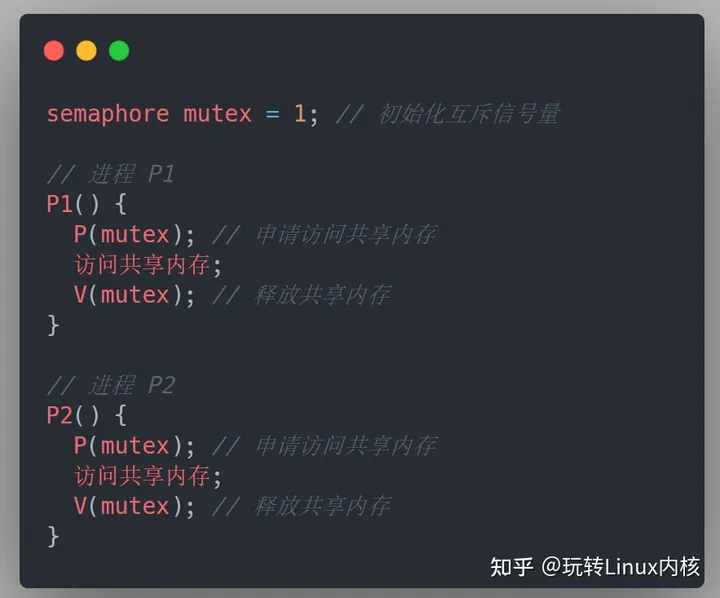 semaphore mutex = 1; // 初始化互斥信号量
// 进程 P1
P1() {
P(mutex); // 申请访问共享内存
访问共享内存;
V(mutex); // 释放共享内存
}
// 进程 P2
P2() {
P(mutex); // 申请访问共享内存
访问共享内存;
V(mutex); // 释放共享内存
}
知乎 @玩转Linux内核